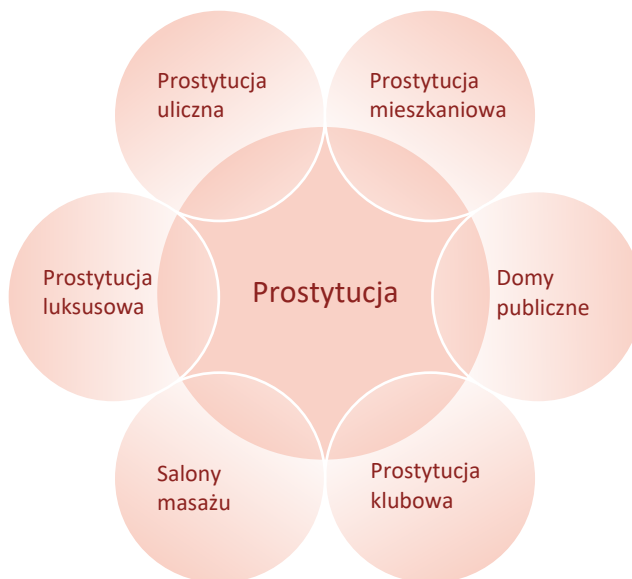 Prostytucja
uliczna
Prostytucja
mieszkaniowa
Prostytucja
luksusowa
Prostytucja
Domy
publiczne
Salony
masażu
Prostytucja
klubowa